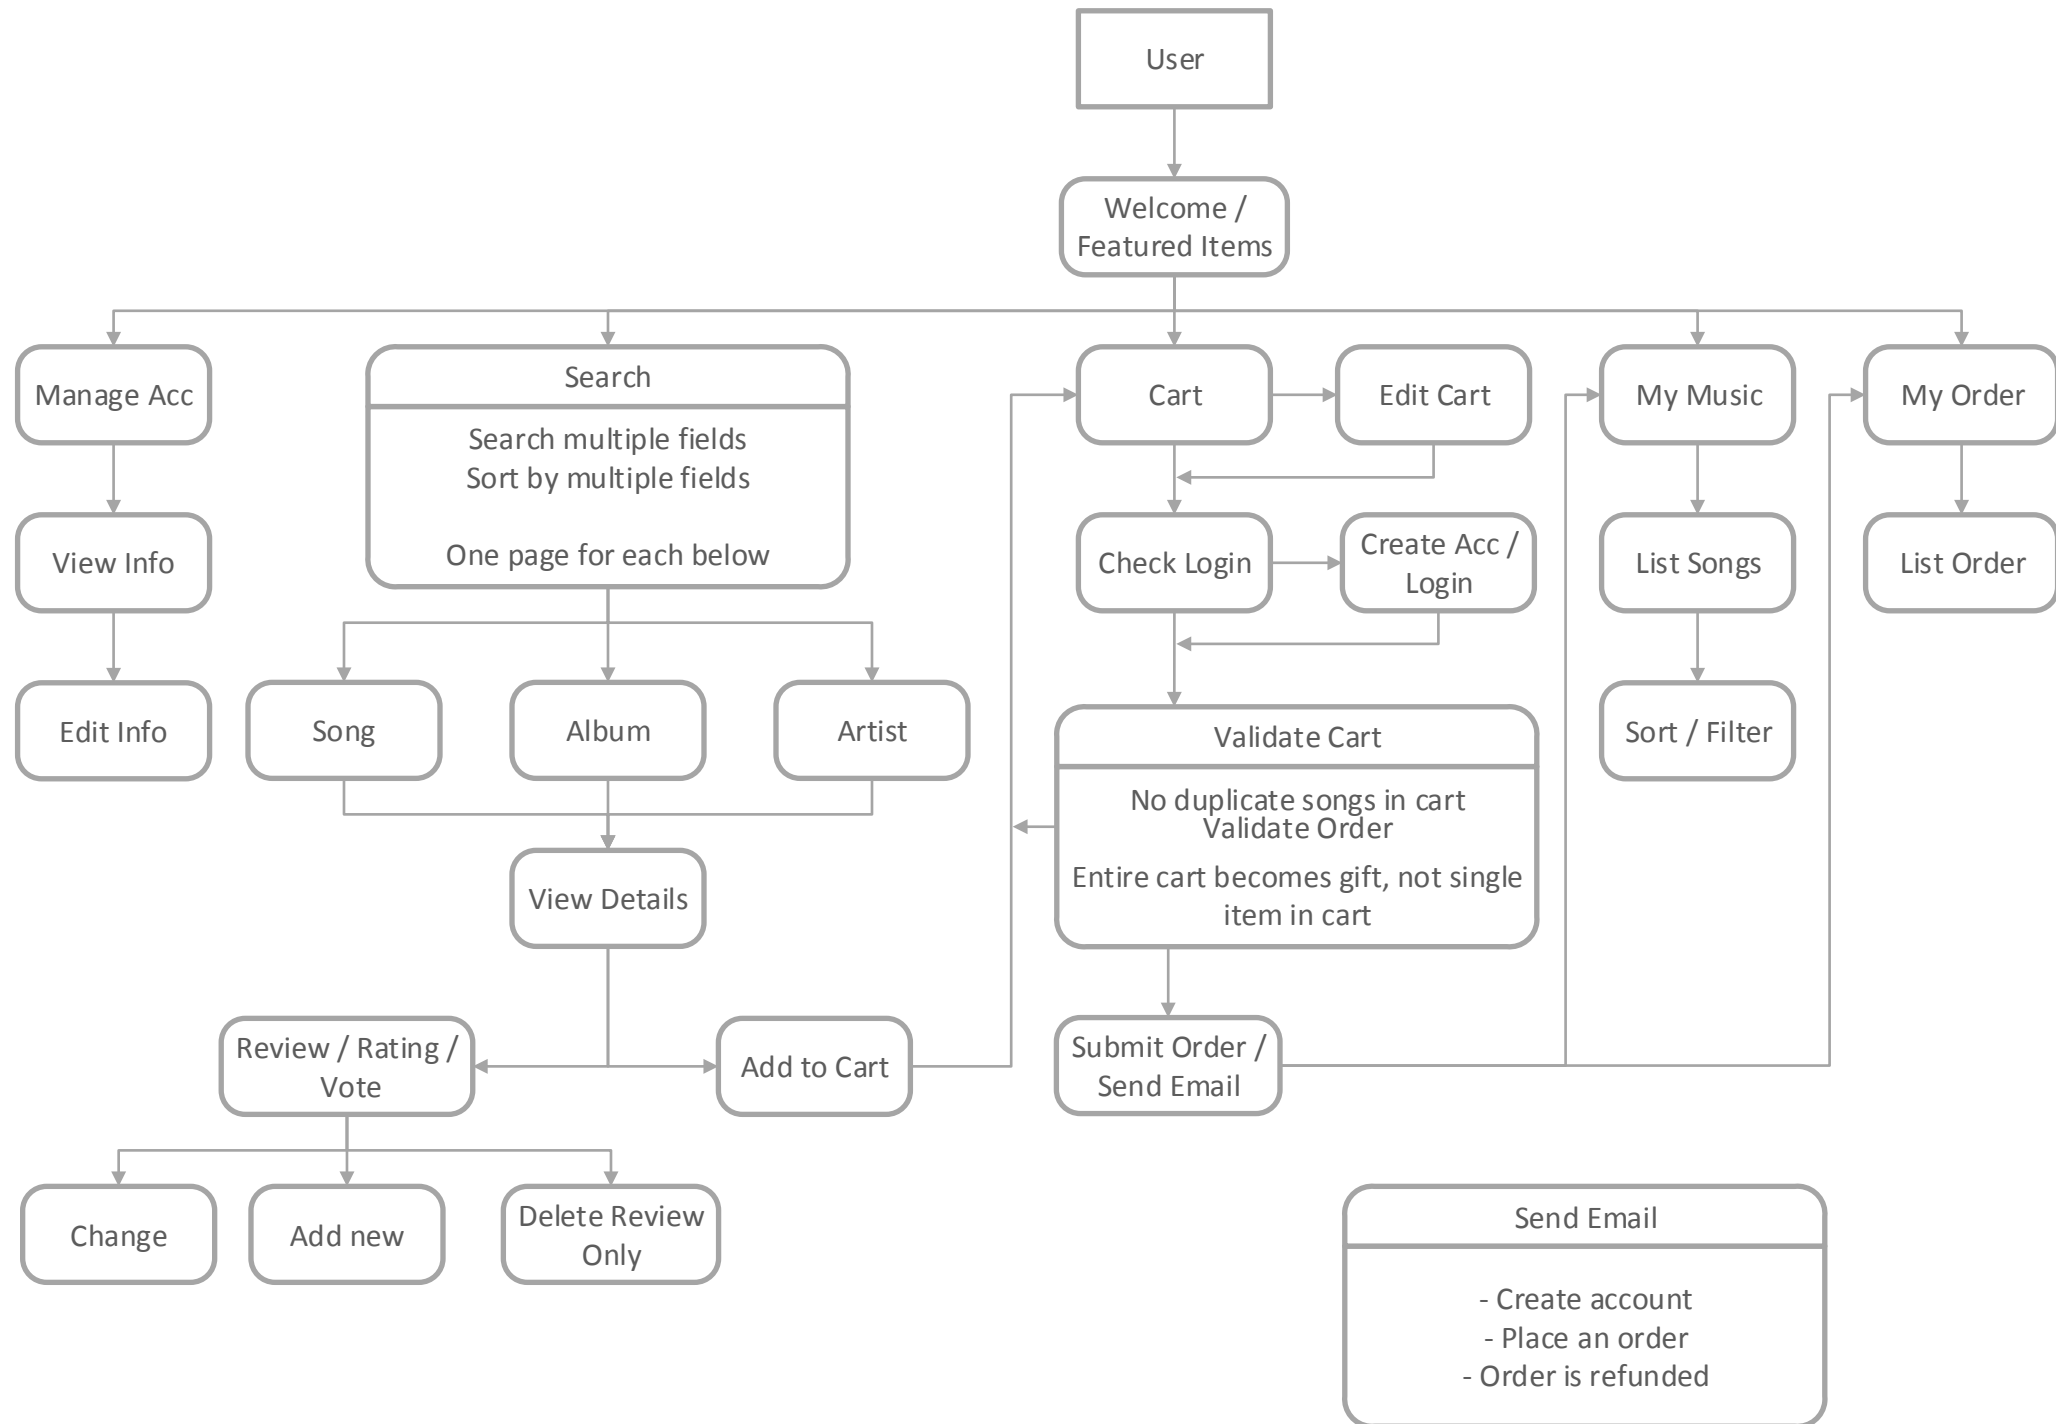 User
Welcome /
Featured Items
Manage Acc
Search
Search multiple fields
Sort by multiple fields
One page for each below
Cart
Edit Cart
My Music
My Order
View Info
Check Login
Create Acc /
Login
List Songs
List Order
Edit Info
Song
Album
Artist
Validate Cart
No duplicate songs in cart
Validate Order
Entire cart becomes gift, not single
item in cart
Sort / Filter
View Details
Review / Rating /
Vote
Add to Cart
Submit Order /
Send Email
Change
Add new
Delete Review
Only
Send Email
- Create account
- Place an order
- Order is refunded